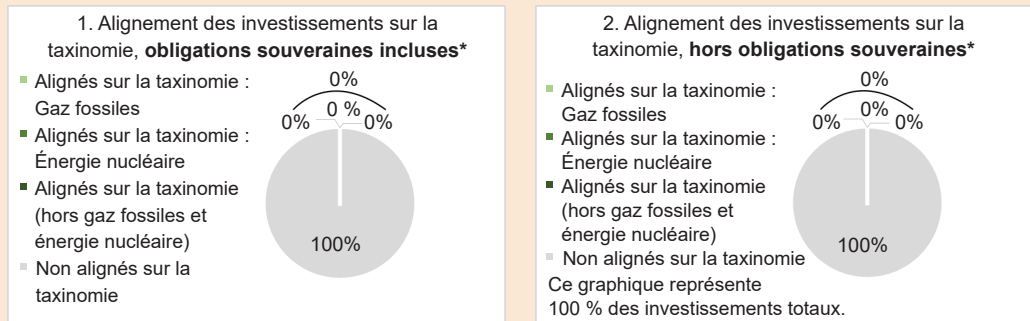 1. Alignement des investissements sur la
taxinomie, obligations souveraines incluses*
Alignés sur la taxinomie :
Gaz fossiles
Alignés sur la taxinomie :
Énergie nucléaire
Alignés sur la taxinomie
(hors gaz fossiles et
énergie nucléaire)
Non alignés sur la
taxinomie
0%
0 %
0% 0%
100%
2. Alignement des investissements sur la
taxinomie, hors obligations souveraines*
Alignés sur la taxinomie :
Gaz fossiles
Alignés sur la taxinomie :
Énergie nucléaire
Alignés sur la taxinomie
(hors gaz fossiles et
énergie nucléaire)
Non alignés sur la taxinomie
0%
0%
0% 0%
100%
Ce graphique représente
100 % des investissements totaux.